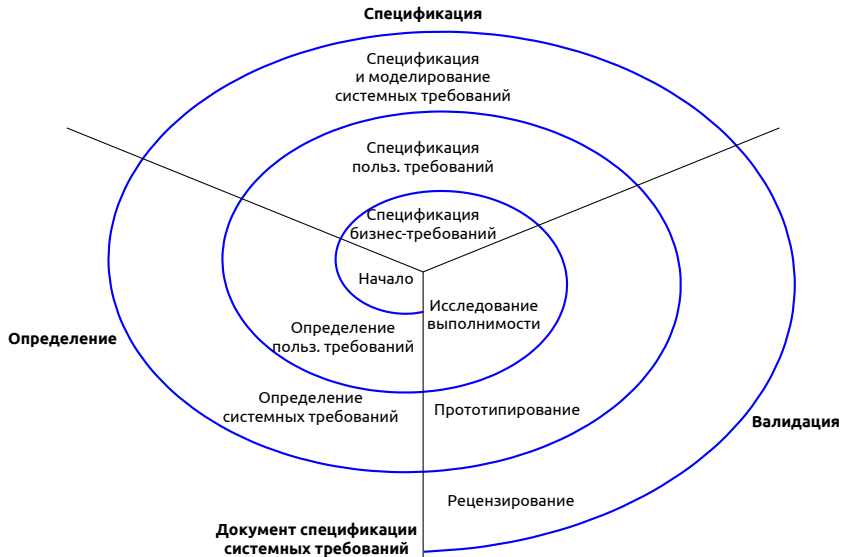 Спецификация
Спецификация
и моделирование
системных требований
Спецификация
польз. требований
Спецификация
бизнес-требований
Начало
Исследование
выполнимости
Определение
польз. требований
Определение
Определение
системных требований
Прототипирование
Валидация
Рецензирование
Документ спецификации
системных требований